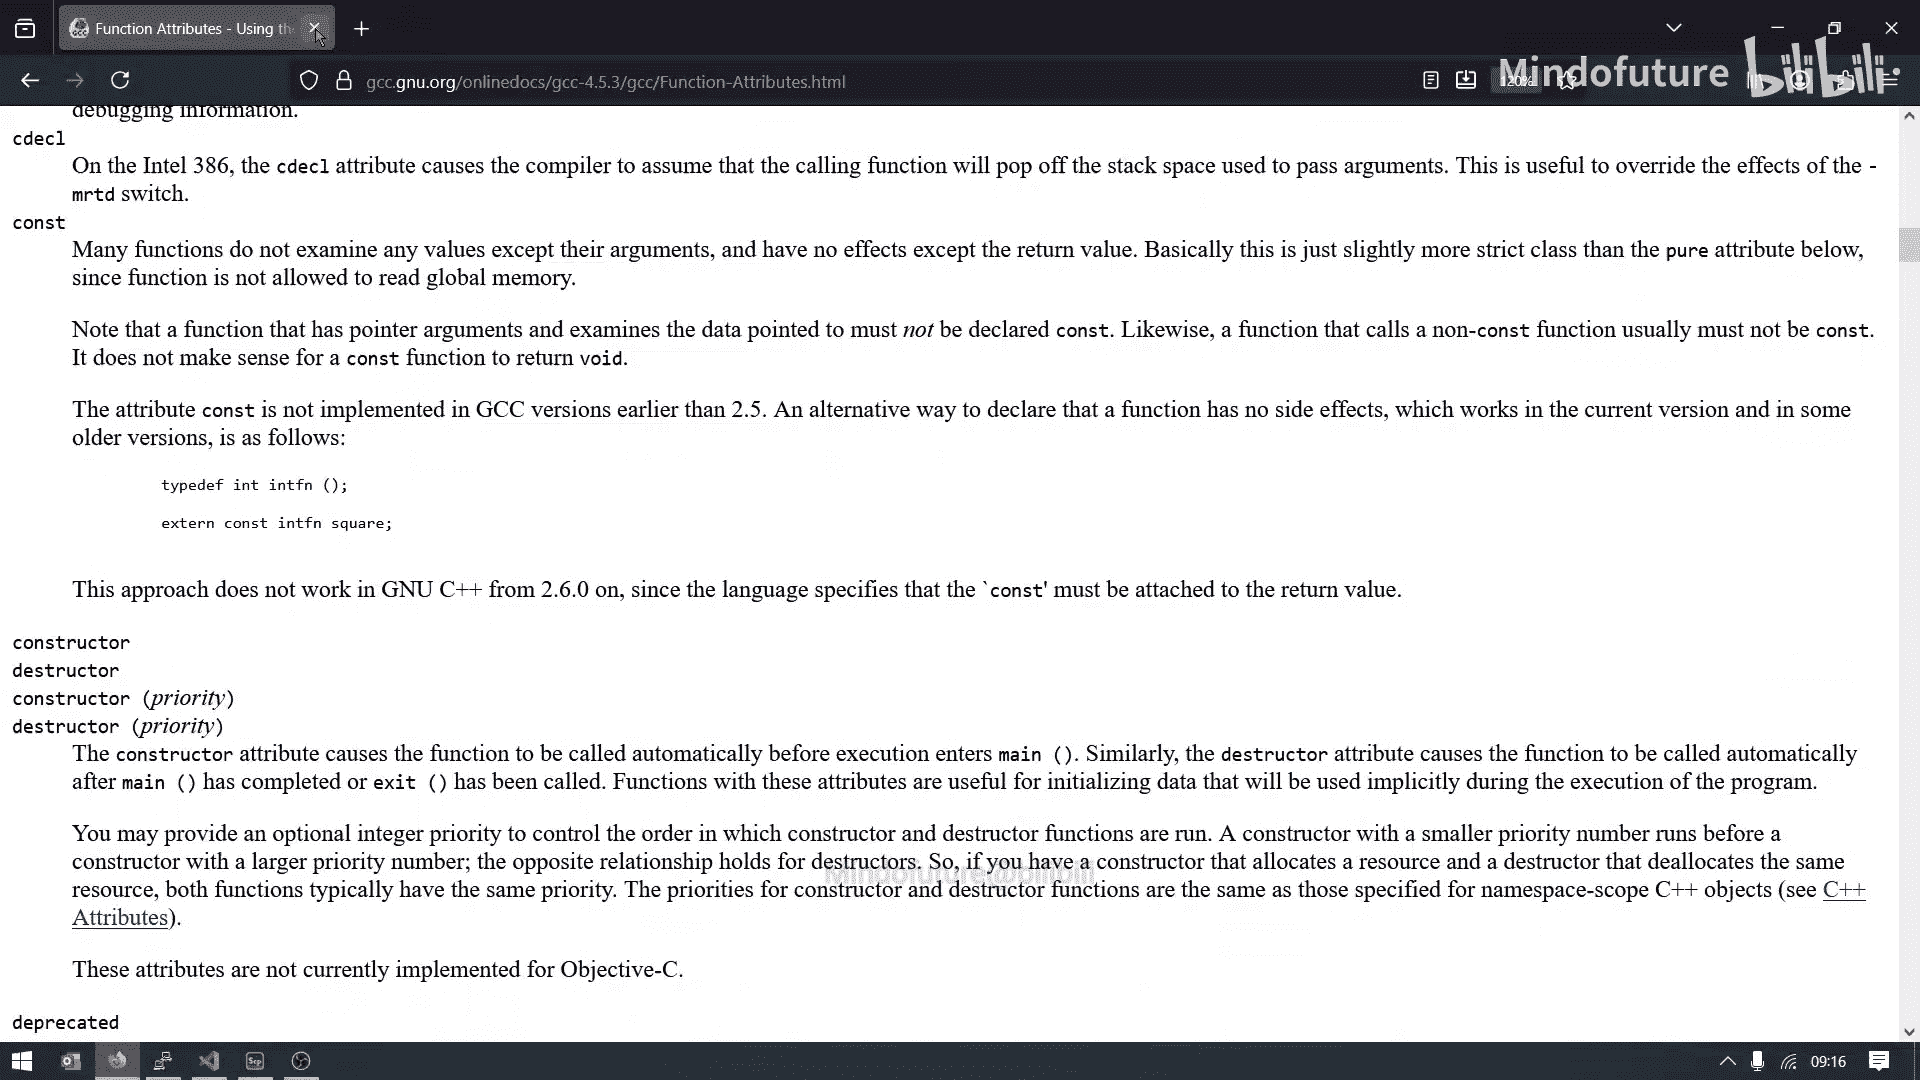 Function Attributes - Using th
gcc.gnu.org/onlinedocs/gcc-4.5.3/gcc/Function-Attributes.html
120%
Mindofuture bilibili
debugging information.
cdecl
On the Intel 386, the cdecl attribute causes the compiler to assume that the calling function will pop off the stack space used to pass arguments. This is useful to override the effects of the -
mrtd switch.
const
Many functions do not examine any values except their arguments, and have no effects except the return value. Basically this is just slightly more strict class than the pure attribute below,
since function is not allowed to read global memory.
Note that a function that has pointer arguments and examines the data pointed to must not be declared const. Likewise, a function that calls a non-const function usually must not be const.
It does not make sense for a const function to return void.
The attribute const is not implemented in GCC versions earlier than 2.5. An alternative way to declare that a function has no side effects, which works in the current version and in some
older versions, is as follows:
typedef int intfn ();
extern const intfn square;
This approach does not work in GNU C++ from 2.6.0 on, since the language specifies that the `const' must be attached to the return value.
constructor
destructor
constructor (priority)
destructor (priority)
The constructor attribute causes the function to be called automatically before execution enters main (). Similarly, the destructor attribute causes the function to be called automatically
after main () has completed or exit () has been called. Functions with these attributes are useful for initializing data that will be used implicitly during the execution of the program.
You may provide an optional integer priority to control the order in which constructor and destructor functions are run. A constructor with a smaller priority number runs before a
constructor with a larger priority number; the opposite relationship holds for destructors. So, if you have a constructor that allocates a resource and a destructor that deallocates the same
resource, both functions typically have the same priority. The priorities for constructor and destructor functions are the same as those specified for namespace-scope C++ objects (see C++
Attributes).
Mindofuture@bilibili
These attributes are not currently implemented for Objective-C.
deprecated
09:16